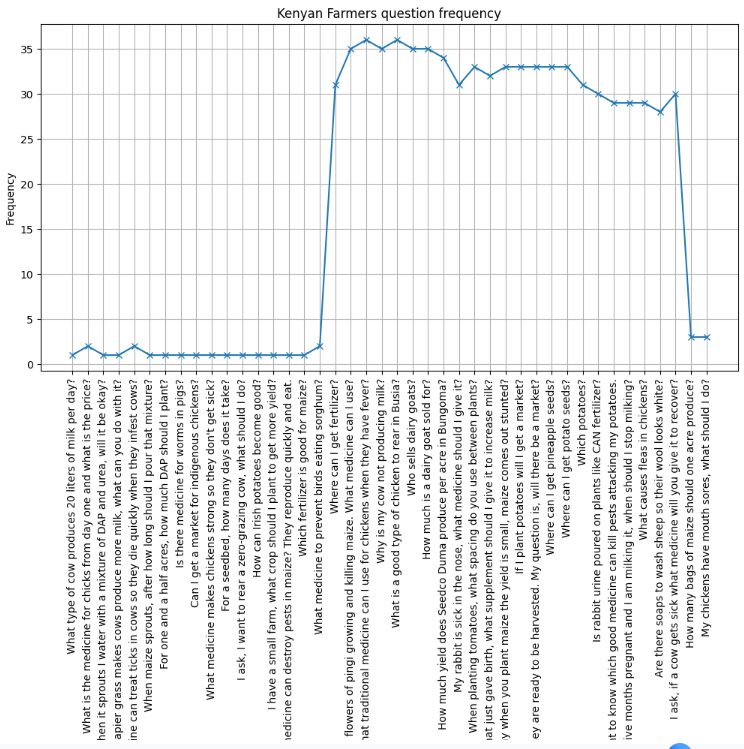 Kenyan Farmers question frequency
Frequency
35
30
25
20
15
10
5
0
What type of cow produces 20 liters of milk per day?
What is the medicine for chicks from day one and what is the price?
hen it sprouts I water with a mixture of DAP and urea, will it be okay?
apier grass makes cows produce more milk, what can you do with it?
ine can treat ticks in cows so they die quickly when they infest cows?
When maize sprouts, after how long should I pour that mixture?
For one and a half acres, how much DAP should I plant?
Is there medicine for worms in pigs?
Can I get a market for indigenous chickens?
What medicine makes chickens strong so they don't get sick?
For a seedbed, how many days does it take?
I ask, I want to rear a zero-grazing cow, what should I do?
How can Irish potatoes become good?
I have a small farm, what crop should I plant to get more yield?
nedicine can destroy pests in maize? They reproduce quickly and eat.
Which fertilizer is good for maize?
What medicine to prevent birds eating sorghum?
Where can I get fertilizer?
flowers of pingi growing and killing maize. What medicine can I use?
hat traditional medicine can I use for chickens when they have fever?
Why is my cow not producing milk?
What is a good type of chicken to rear in Busia?
Who sells dairy goats?
How much is a dairy goat sold for?
How much yield does Seedco Duma produce per acre in Bungoma?
My rabbit is sick in the nose, what medicine should I give it?
When planting tomatoes, what spacing do you use between plants?
at just gave birth, what supplement should I give it to increase milk?
y when you plant maize the yield is small, maize comes out stunted?
If I plant potatoes will I get a market?
ey are ready to be harvested. My question is, will there be a market?
Where can I get pineapple seeds?
Where can I get potato seeds?
Which potatoes?
Is rabbit urine poured on plants like CAN fertilizer?
nt to know which good medicine can kill pests attacking my potatoes.
ive months pregnant and I am milking it, when should I stop milking?
What causes fleas in chickens?
Are there soaps to wash sheep so their wool looks white?
I ask, if a cow gets sick what medicine will you give it to recover?
How many bags of maize should one acre produce?
My chickens have mouth sores, what should I do?